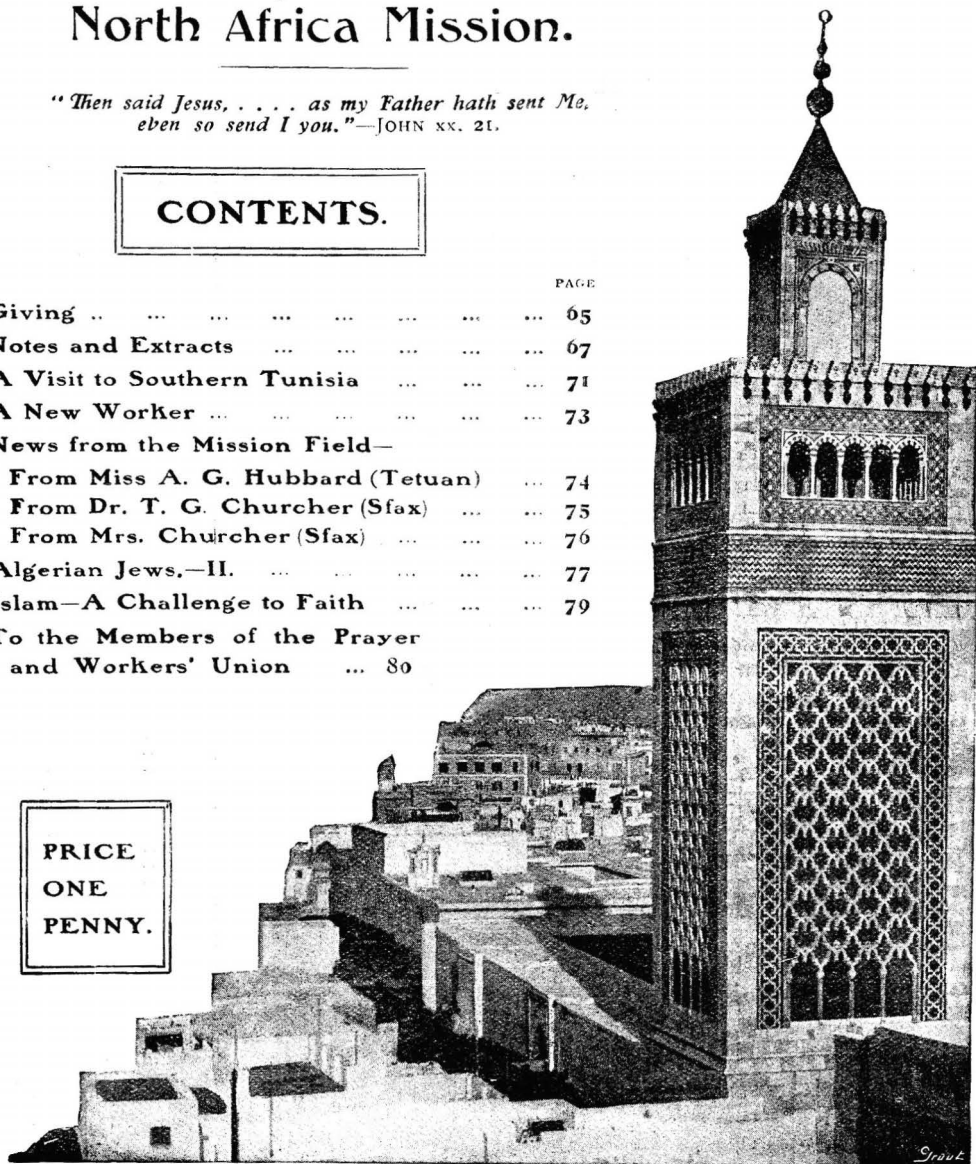 North Africa Mission.
"Then said Jesus, . . . . as my Father hath sent Me,
even so send I you."—JOHN xx. 21.
CONTENTS.
PAGE
Giving .. ... ... ... ... ... ... ... 65
Notes and Extracts ... ... ... ... ... 67
A Visit to Southern Tunisia ... ... ... 71
A New Worker ... ... ... ... ... ... 73
News from the Mission Field—
From Miss A. G. Hubbard (Tetuan) ... 74
From Dr. T. G. Churcher (Sfax) ... ... 75
From Mrs. Churcher (Sfax) ... ... ... 76
Algerian Jews.—II. ... ... ... ... ... 77
slam—A Challenge to Faith ... ... ... 79
To the Members of the Prayer
and Workers' Union ... 80
PRICE
ONE
PENNY.